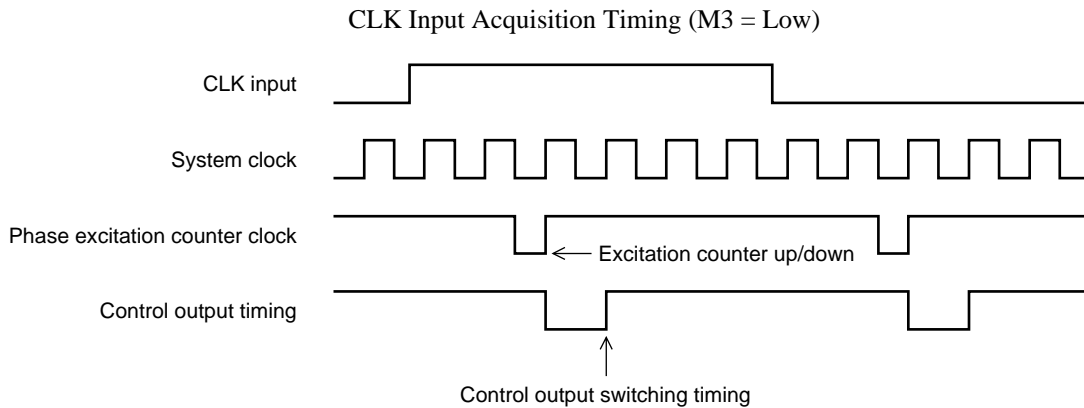 CLK Input Acquisition Timing (M3 = Low)
CLK input
System clock
Phase excitation counter clock
Excitation counter up/down
Control output timing
Control output switching timing